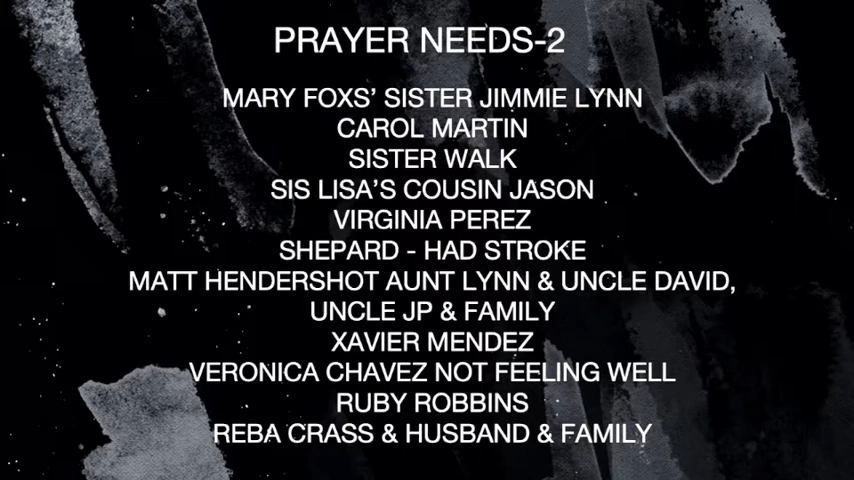 PRAYER NEEDS-2
MARY FOXS' SISTER JIMMIE LYNN
CAROL MARTIN
SISTER WALK
SIS LISA'S COUSIN JASON
VIRGINIA PEREZ
SHEPARD - HAD STROKE
MATT HENDERSHOT AUNT LYNN & UNCLE DAVID,
UNCLE JP & FAMILY
XAVIER MENDEZ
VERONICA CHAVEZ NOT FEELING WELL
RUBY ROBBINS
REBA CRASS & HUSBAND & FAMILY